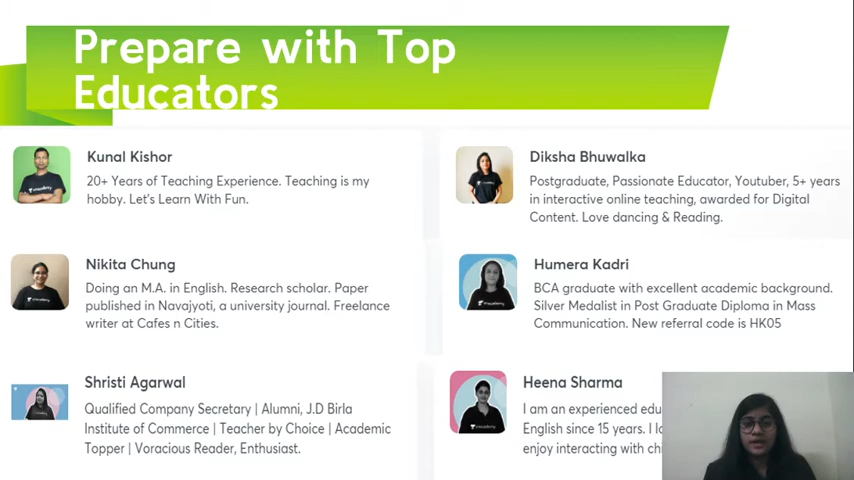 Prepare with Top
Educators
Kunal Kishor
20+ Years of Teaching Experience. Teaching is my
hobby. Let's Learn With Fun.
Diksha Bhuwalka
Postgraduate, Passionate Educator, Youtuber, 5+ years
in interactive online teaching, awarded for Digital
Content. Love dancing & Reading.
Nikita Chung
Doing an M.A. in English. Research scholar. Paper
published in Navajyoti, a university journal. Freelance
writer at Cafes n Cities.
Humera Kadri
BCA graduate with excellent academic background.
Silver Medalist in Post Graduate Diploma in Mass
Communication. New referral code is HK05
Shristi Agarwal
Qualified Company Secretary | Alumni, J.D Birla
Institute of Commerce | Teacher by Choice | Academic
Topper | Voracious Reader, Enthusiast.
Heena Sharma
I am an experienced
English since 15 years. I
enjoy interacting with